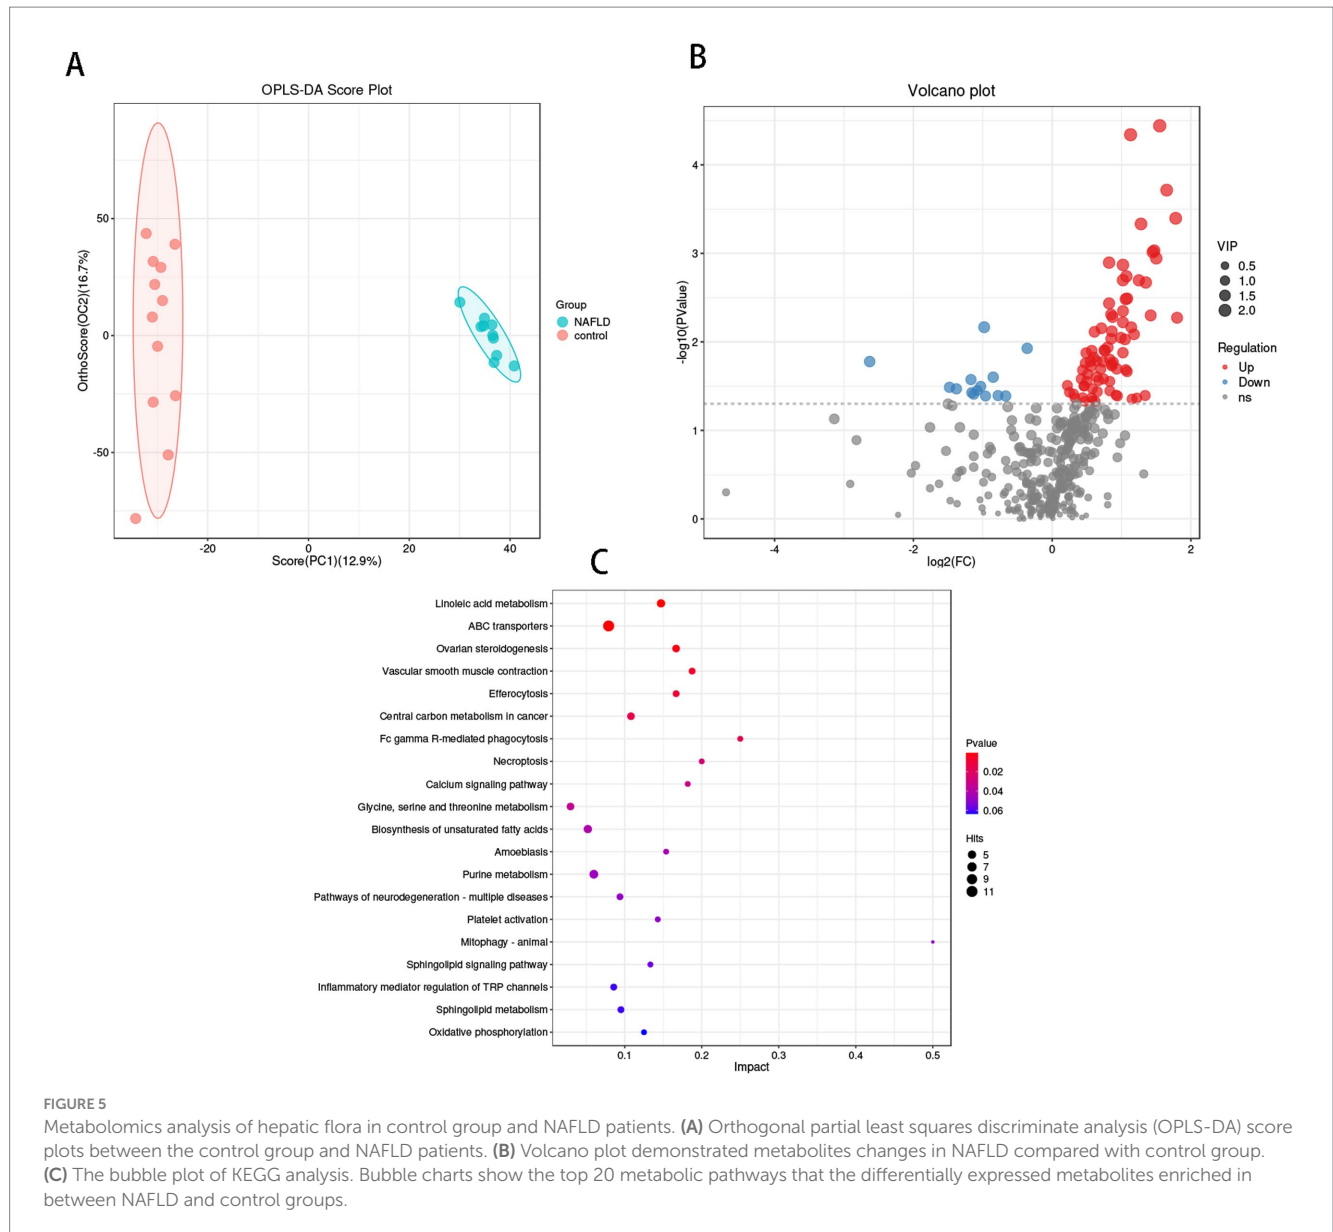 A
OPLS-DA Score Plot
OrthoScore(OC2)(16.7%)
50
0
-50
-20
0
20
40
Score(PC1)(12.9%)
Group
NAFLD
control
B
Volcano plot
-log10(PValue)
4
3
2
1
0
-4
-2
0
2
log2(FC)
VIP
0.5
1.0
1.5
2.0
Regulation
Up
Down
ns
C
Linoleic acid metabolism
ABC transporters
Ovarian steroidogenesis
Vascular smooth muscle contraction
Efferocytosis
Central carbon metabolism in cancer
Fc gamma R-mediated phagocytosis
Necroptosis
Calcium signaling pathway
Glycine, serine and threonine metabolism
Biosynthesis of unsaturated fatty acids
Amoebiasis
Purine metabolism
Pathways of neurodegeneration - multiple diseases
Platelet activation
Mitophagy - animal
Sphingolipid signaling pathway
Inflammatory mediator regulation of TRP channels
Sphingolipid metabolism
Oxidative phosphorylation
0.1
0.2
0.3
0.4
0.5
Impact
Pvalue
0.02
0.04
0.06
Hits
5
7
9
11
FIGURE 5
Metabolomics analysis of hepatic flora in control group and NAFLD patients. (A) Orthogonal partial least squares discriminate analysis (OPLS-DA) score
plots between the control group and NAFLD patients. (B) Volcano plot demonstrated metabolites changes in NAFLD compared with control group.
(C) The bubble plot of KEGG analysis. Bubble charts show the top 20 metabolic pathways that the differentially expressed metabolites enriched in
between NAFLD and control groups.